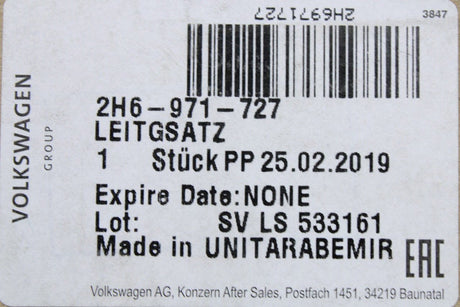 2H6971727
3847
VOLKSWAGEN
GROUP
2H6-971-727
LEITGSATZ
1 Stück PP 25.02.2019
Expire Date:NONE
Lot: SV LS 533161
Made in UNITARABEMIR
EAC
Volkswagen AG, Konzern After Sales, Postfach 1451, 34219 Baunatal